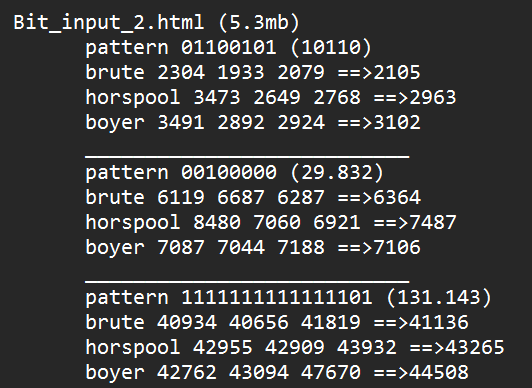 Bit_input_2.html (5.3mb)
pattern 01100101 (10110)
brute 2304 1933 2079 ==>2105
horspool 3473 2649 2768 ==>2963
boyer 3491 2892 2924 ==>3102
___________________________
pattern 00100000 (29.832)
brute 6119 6687 6287 ==>6364
horspool 8480 7060 6921 ==>7487
boyer 7087 7044 7188 ==>7106
___________________________
pattern 1111111111111101 (131.143)
brute 40934 40656 41819 ==>41136
horspool 42955 42909 43932 ==>43265
boyer 42762 43094 47670 ==>44508